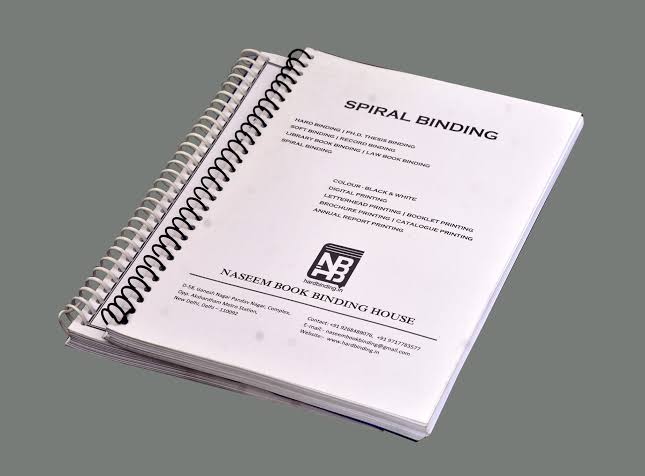 SPIRAL BINDING
HARD BINDING | PH.D. THESIS BINDING
SOFT BINDING | RECORD BINDING
LIBRARY BOOK BINDING | LAW BOOK BINDING
SPIRAL BINDING
COLOUR : BLACK & WHITE
DIGITAL PRINTING
LETTERHEAD PRINTING | BOOKLET PRINTING
BROCHURE PRINTING | CATALOGUE PRINTING
ANNUAL REPORT PRINTING
NB
HB
hardbinding.in
NASEEM BOOK BINDING HOUSE
D-58, Ganesh Nagar Pandav Nagar, Complex,
Opp. Akshardham Metro Station,
New Delhi, Delhi – 110092
Contact: +91 9268488076, +91 9717783577
E-mail:- naseembookbinding@gmail.com
Website:- www.hardbinding.in